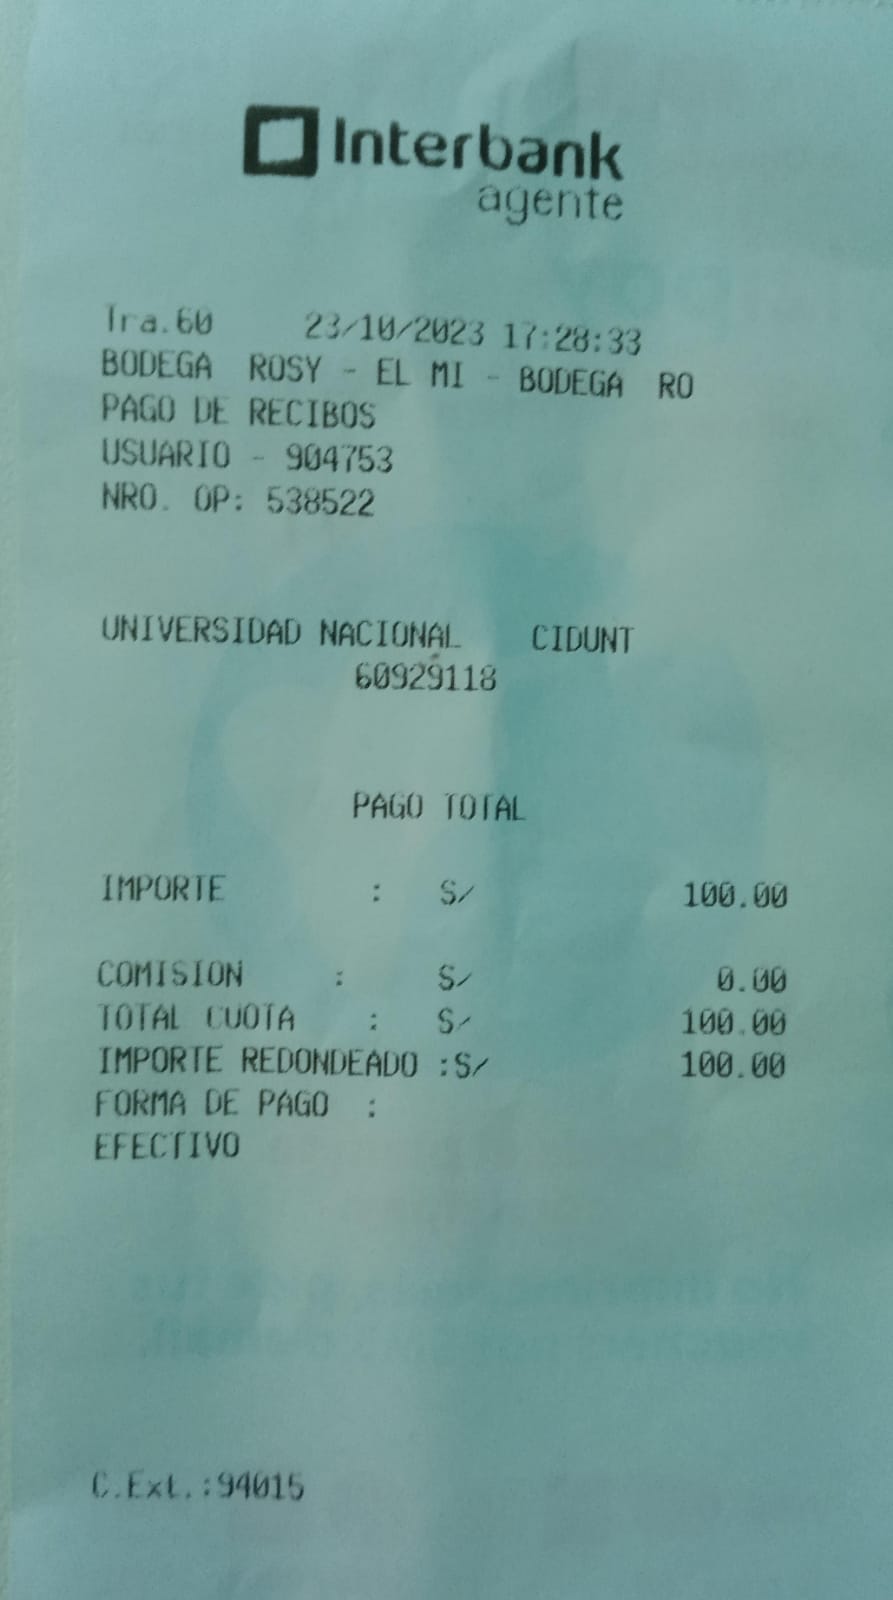 Interbank
agente
Tra.60 23/10/2023 17:28:33
BODEGA ROSY - EL MI - BODEGA RO
PAGO DE RECIBOS
USUARIO - 904753
NRO. OP: 538522
UNIVERSIDAD NACIONAL CIDUNT
60929118
PAGO TOTAL
IMPORTE : S/ 100.00
COMISION : S/ 0.00
TOTAL CUOTA : S/ 100.00
IMPORTE REDONDEADO :S/ 100.00
FORMA DE PAGO :
EFECTIVO
C.Ext.:94015